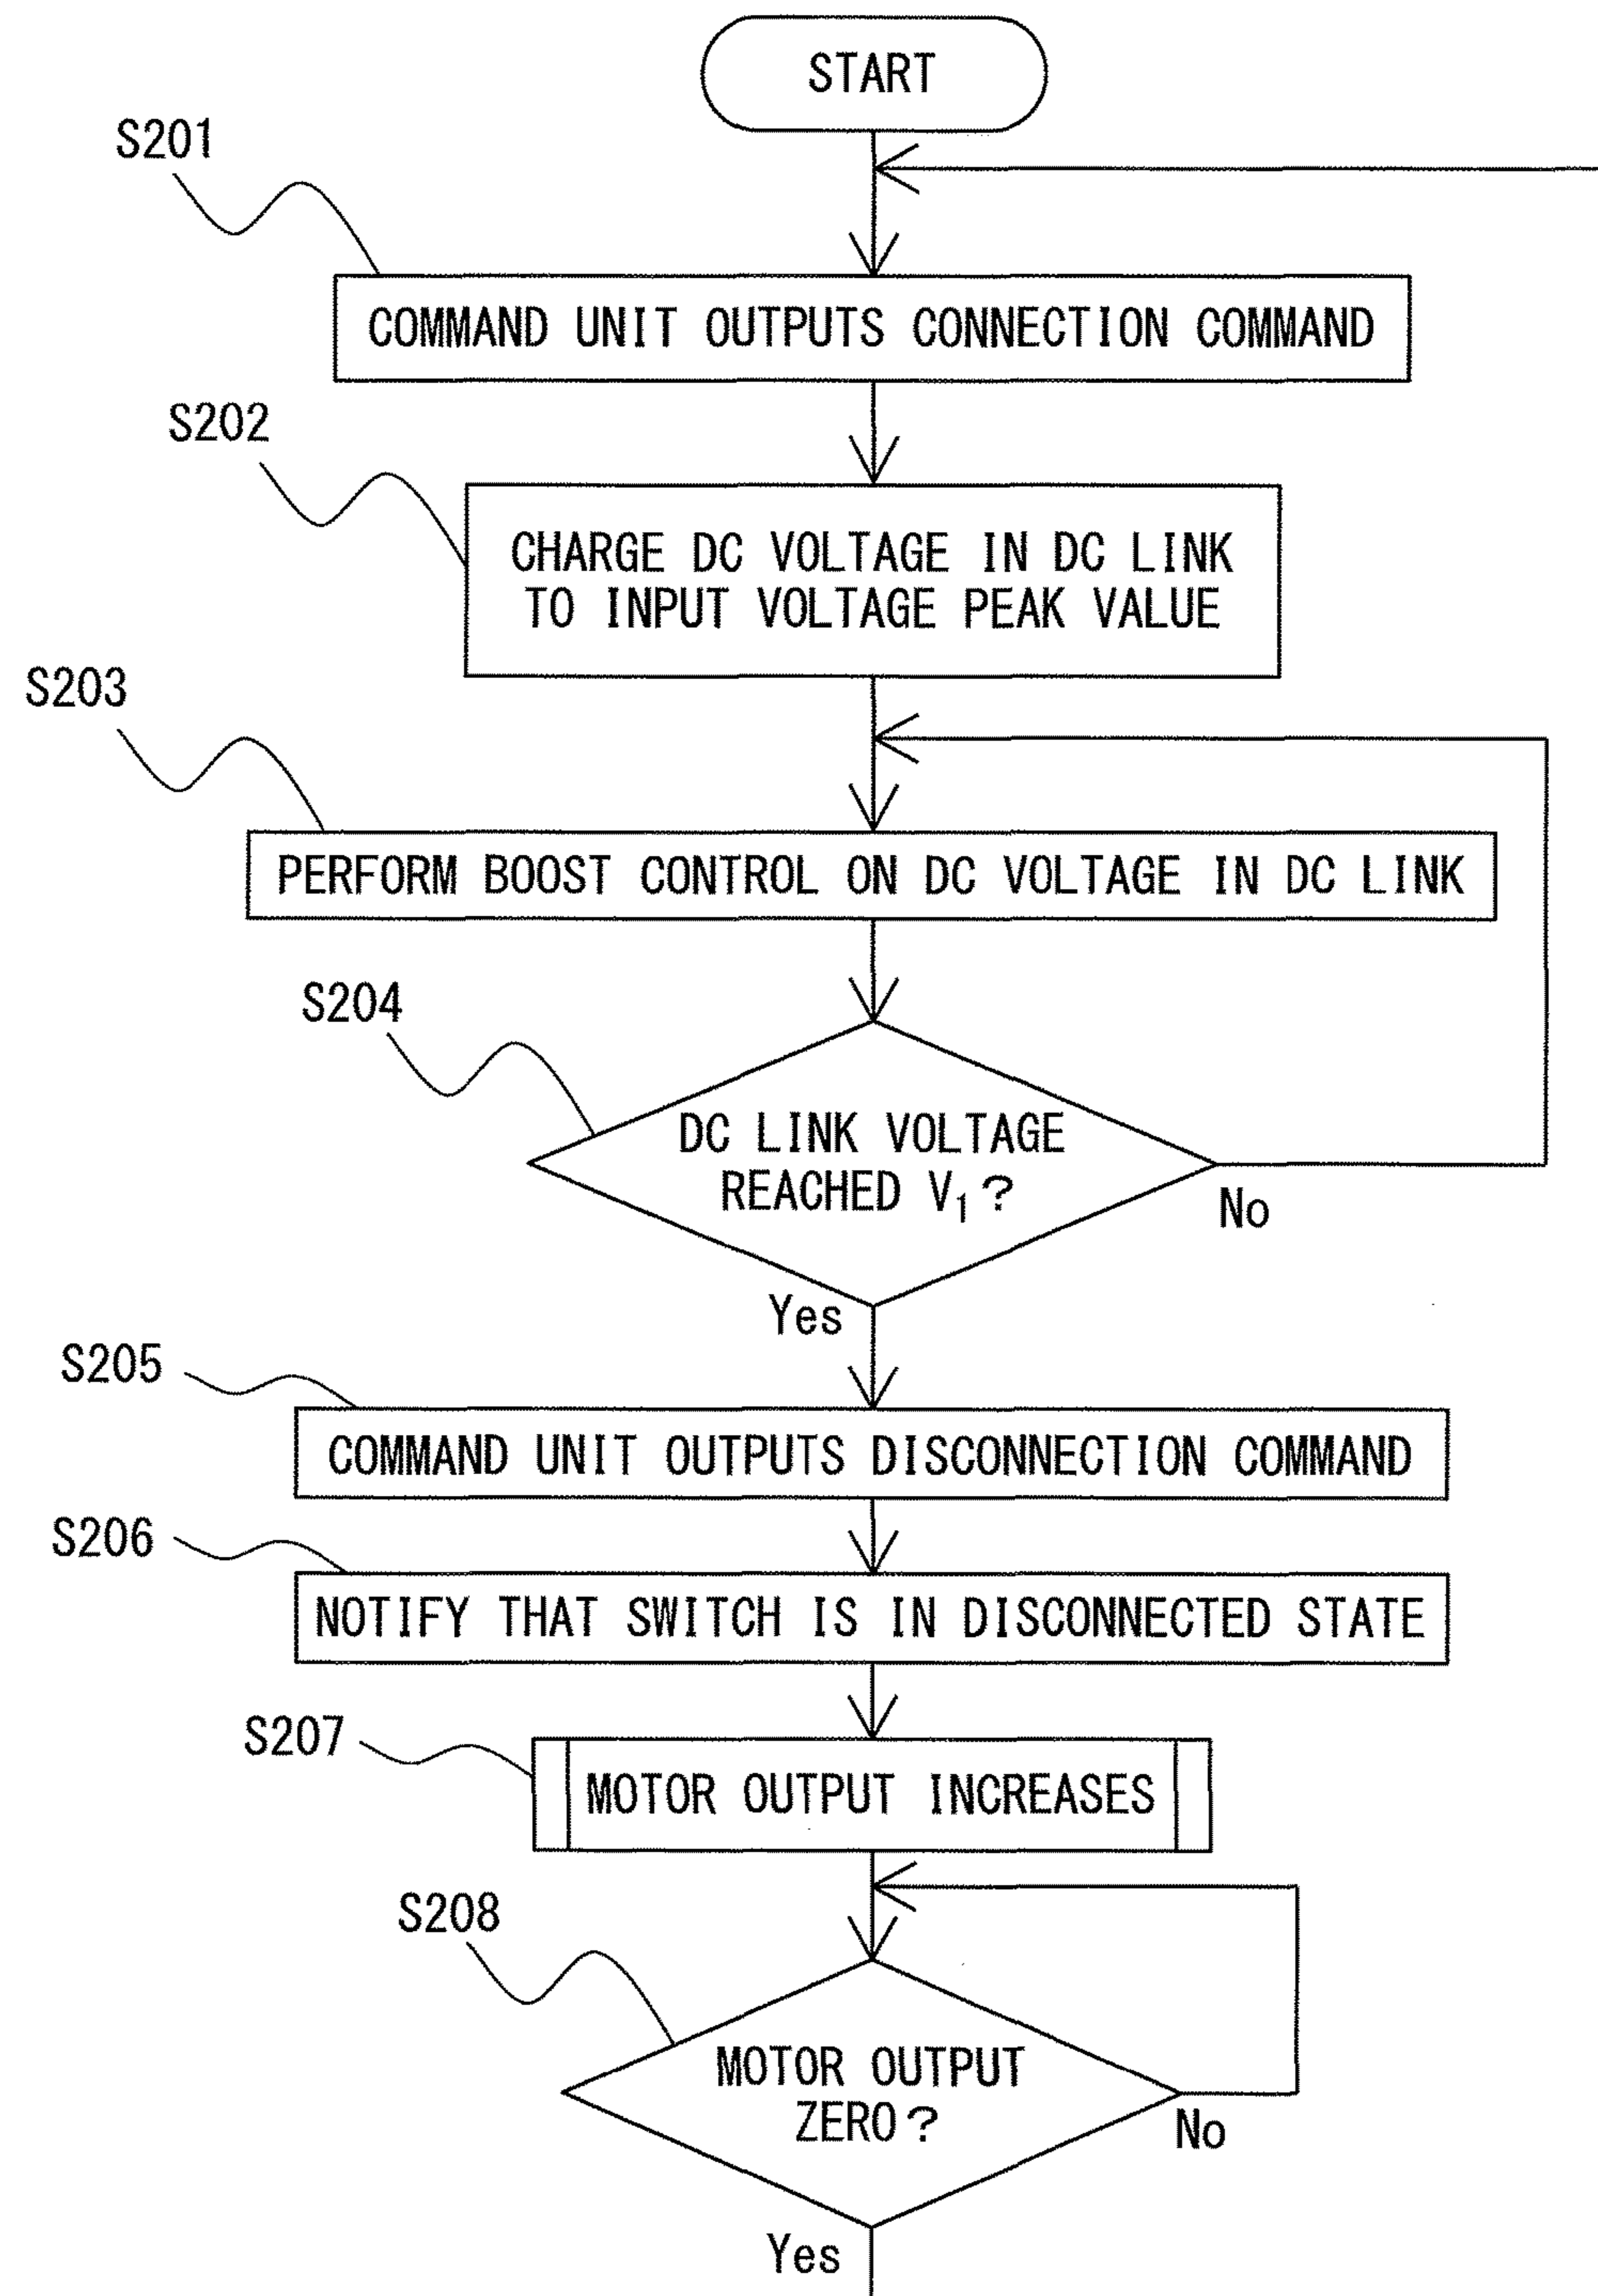 START
S201
COMMAND UNIT OUTPUTS CONNECTION COMMAND
S202
CHARGE DC VOLTAGE IN DC LINK
TO INPUT VOLTAGE PEAK VALUE
S203
PERFORM BOOST CONTROL ON DC VOLTAGE IN DC LINK
S204
DC LINK VOLTAGE
REACHED V₁?
No
Yes
S205
COMMAND UNIT OUTPUTS DISCONNECTION COMMAND
S206
NOTIFY THAT SWITCH IS IN DISCONNECTED STATE
S207
MOTOR OUTPUT INCREASES
S208
MOTOR OUTPUT
ZERO?
No
Yes